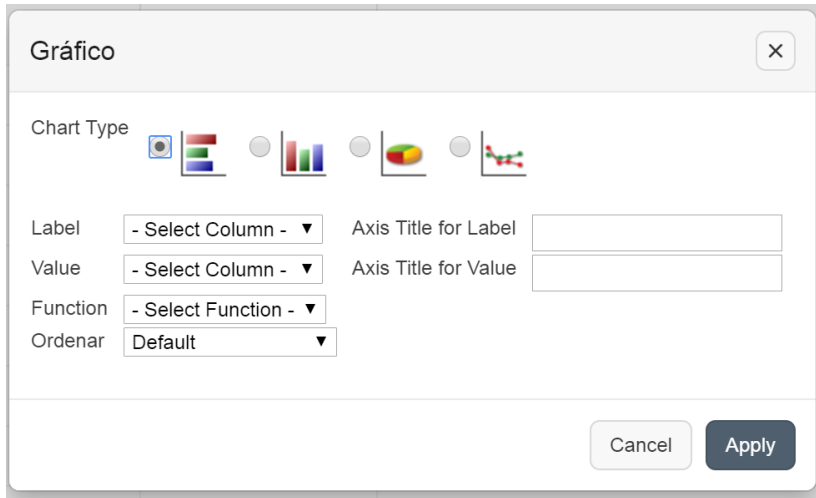 Gráfico
Chart Type
Label - Select Column - Axis Title for Label
Value - Select Column - Axis Title for Value
Function - Select Function -
Ordenar Default
Cancel Apply